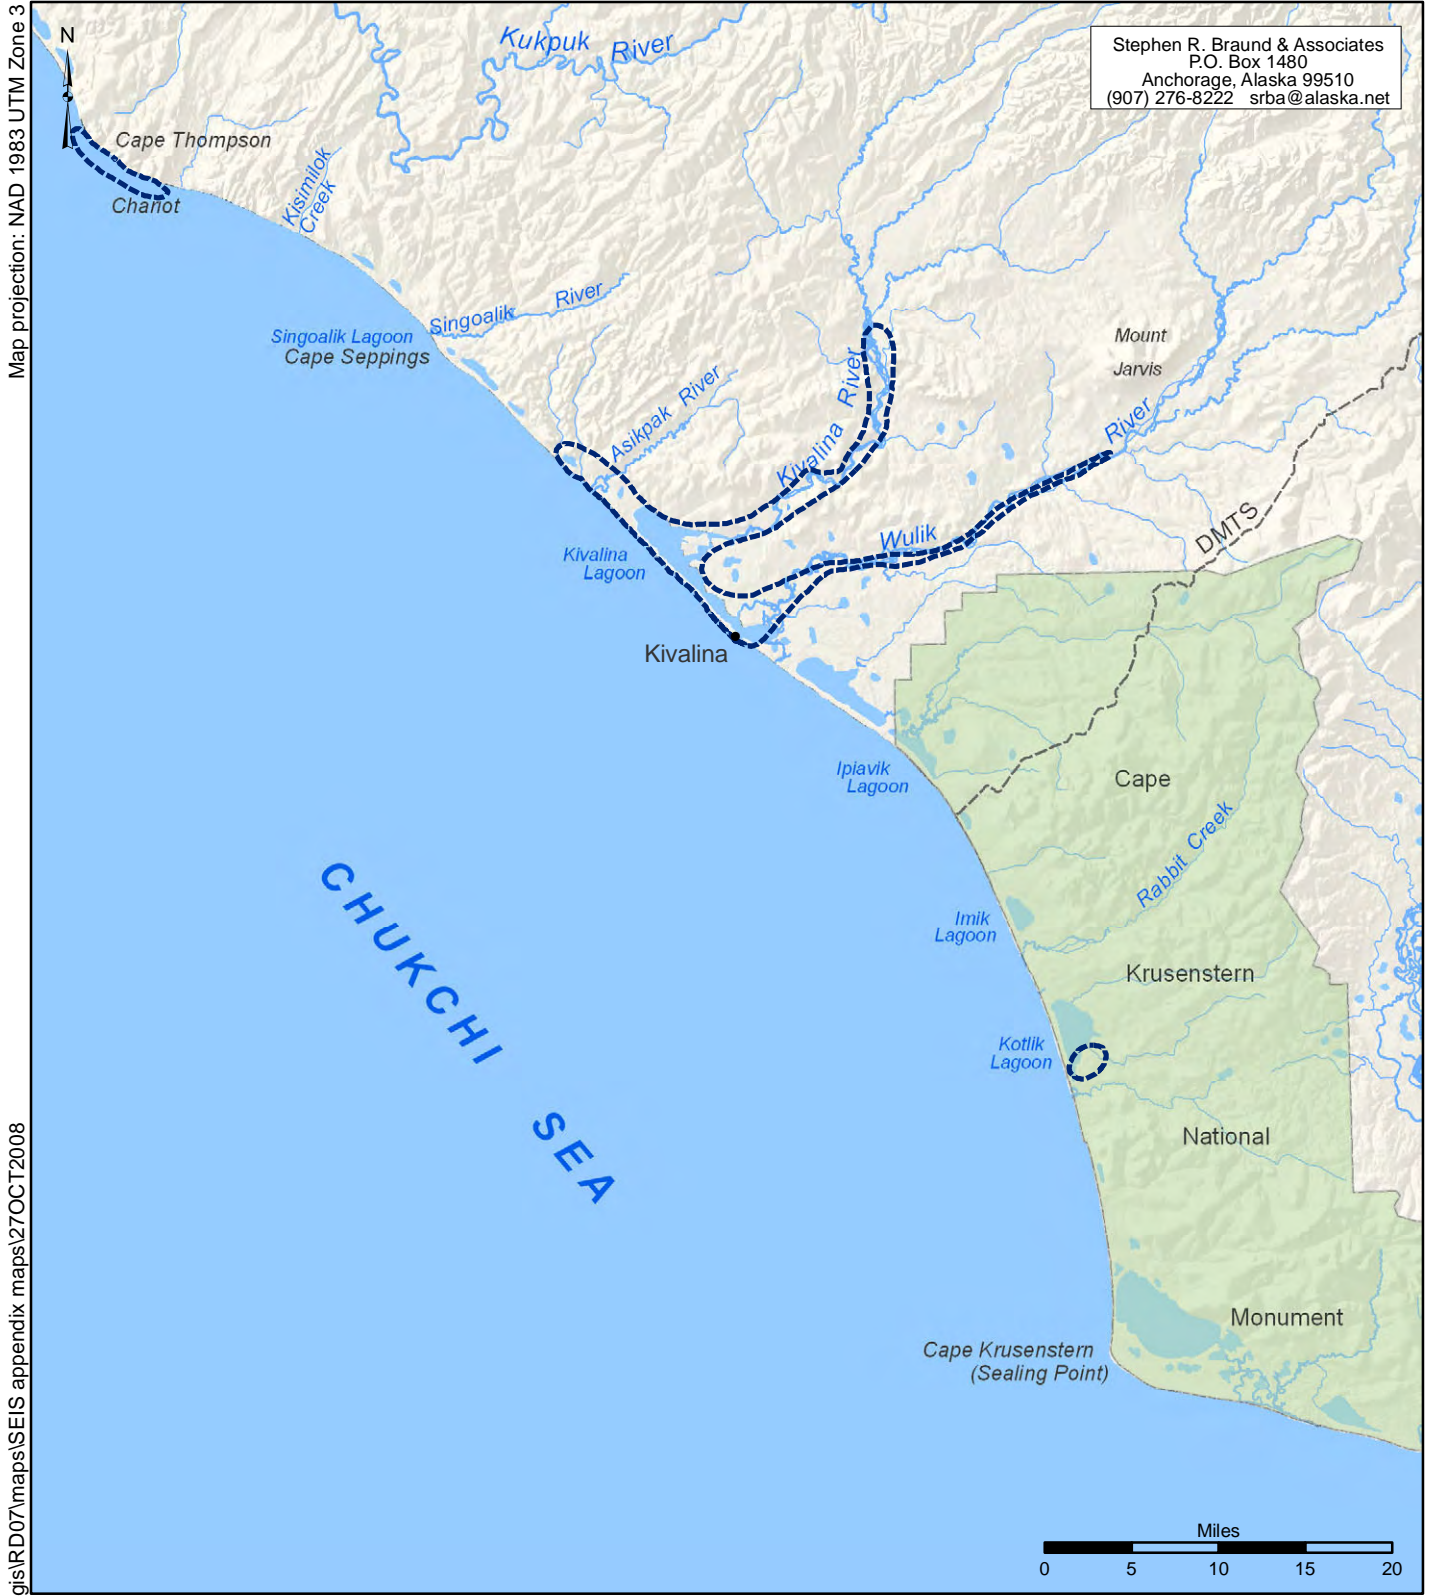 Map projection: NAD 1983 UTM Zone 3
gis\RD07\maps\SEIS appendix maps\27OCT2008
N
Stephen R. Braund & Associates
P.O. Box 1480
Anchorage, Alaska 99510
(907) 276-8222 srba@alaska.net
Kukpuk River
Cape Thompson
Chariot
Kisimilok
Creek
Singoalik River
Singoalik Lagoon
Cape Seppings
Mount
Jarvis
Asikpak River
Kivalina River
River
Wulik
DMTS
Kivalina
Lagoon
Kivalina
Ipiavik
Lagoon
Cape
Rabbit Creek
Imik
Lagoon
Krusenstern
CHUKCHI
SEA
Kotlik
Lagoon
National
Monument
Cape Krusenstern
(Sealing Point)
Miles
0 5 10 15 20